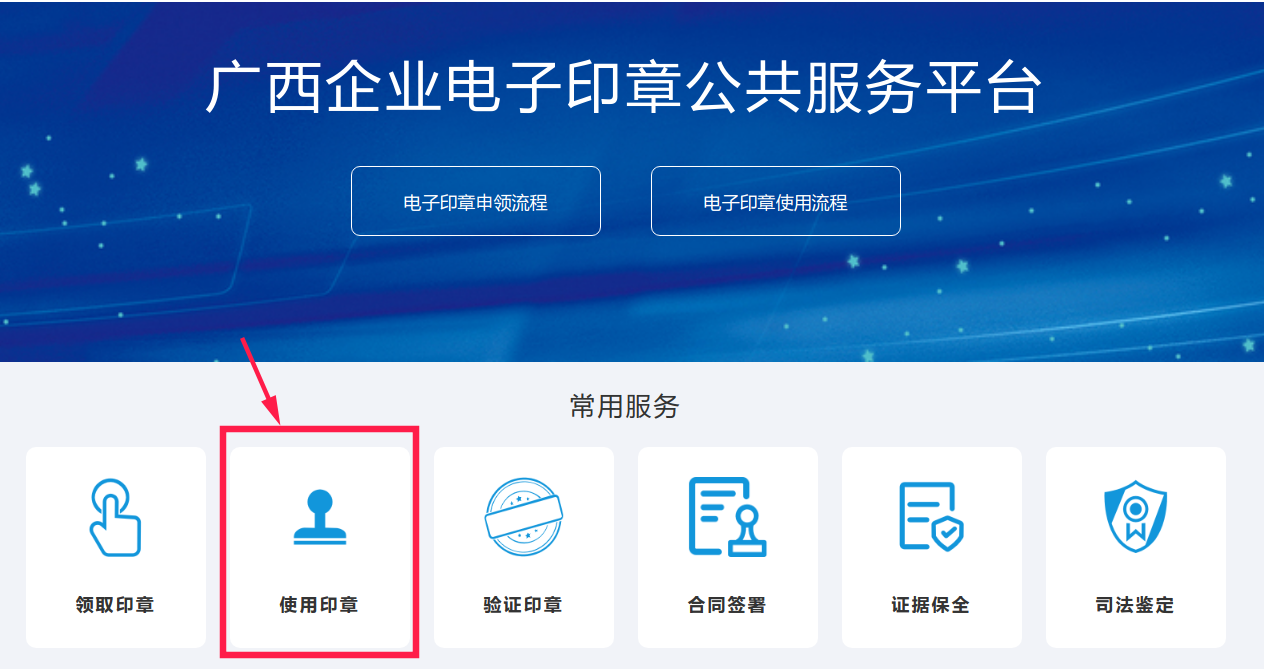 广西企业电子印章公共服务平台
电子印章申领流程 电子印章使用流程
常用服务
领取印章 使用印章 验证印章 合同签署 证据保全 司法鉴定